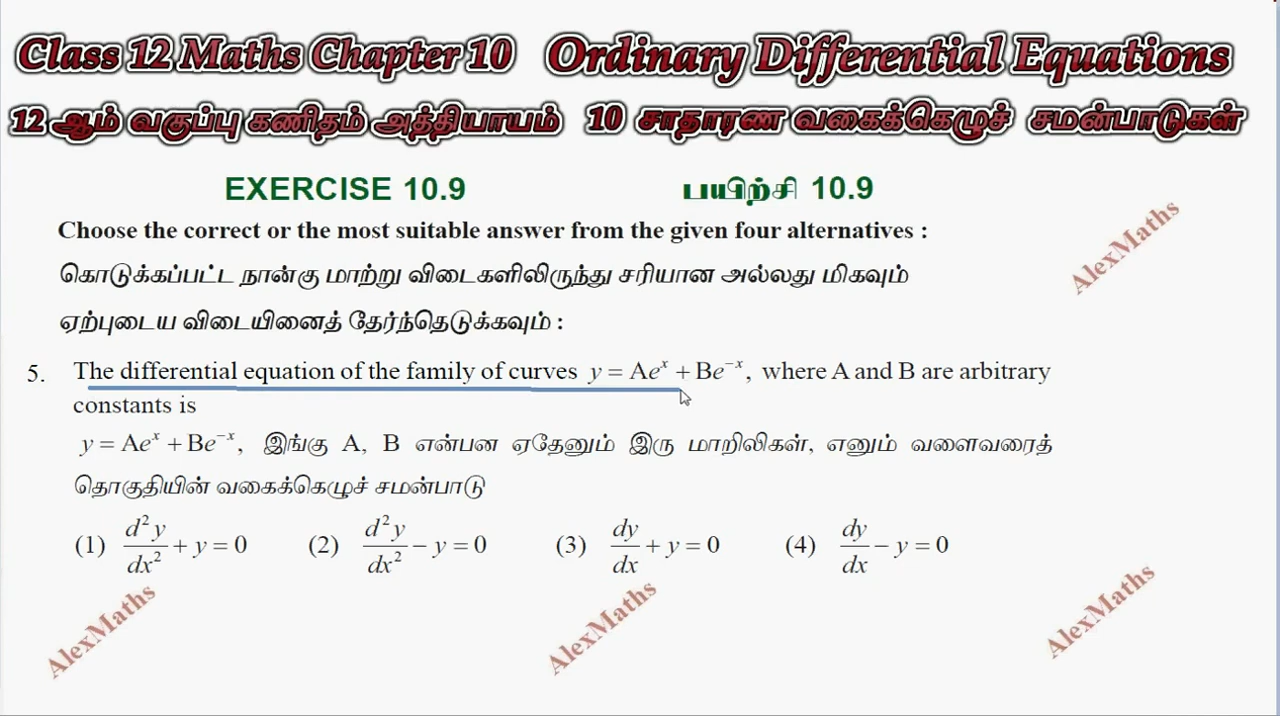 Class 12 Maths Chapter 10 Ordinary Differential Equations
12 ஆம் வகுப்பு கணிதம் அத்தியாயம் 10 சாதாரண வகைக்கெழுச் சமன்பாடுகள்
EXERCISE 10.9 பயிற்சி 10.9
Choose the correct or the most suitable answer from the given four alternatives :
கொடுக்கப்பட்ட நான்கு மாற்று விடைகளிலிருந்து சரியான அல்லது மிகவும்
ஏற்புடைய விடையினைத் தேர்ந்தெடுக்கவும் :
AlexMaths
5. The differential equation of the family of curves y = Ae^x + Be^−x, where A and B are arbitrary
constants is
y = Ae^x + Be^−x, இங்கு A, B என்பன ஏதேனும் இரு மாறிலிகள், எனும் வளைவரைத்
தொகுதியின் வகைக்கெழுச் சமன்பாடு
(1) d²y/dx² + y = 0 (2) d²y/dx² − y = 0 (3) dy/dx + y = 0 (4) dy/dx − y = 0
AlexMaths AlexMaths AlexMaths